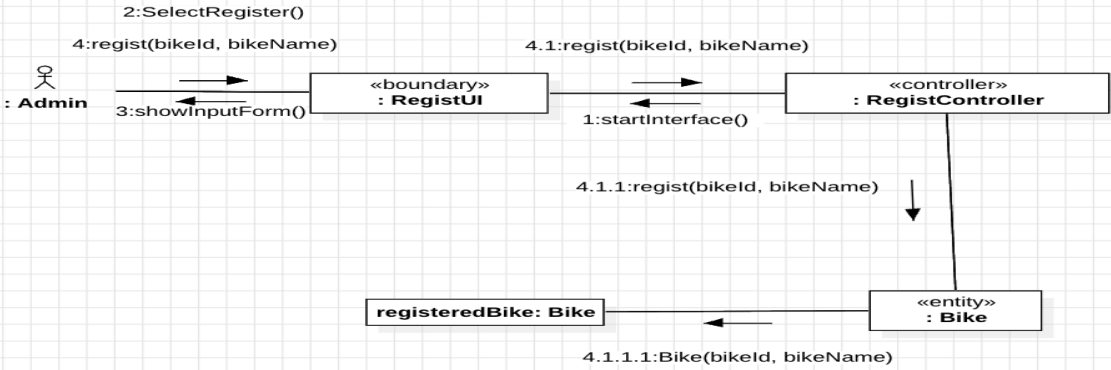 2:SelectRegister()
4:regist(bikeId, bikeName)
4.1:regist(bikeId, bikeName)
: Admin
3:showInputForm()
«boundary»
: RegistUI
1:startInterface()
«controller»
: RegistController
4.1.1:regist(bikeId, bikeName)
registeredBike: Bike
«entity»
: Bike
4.1.1.1:Bike(bikeId, bikeName)